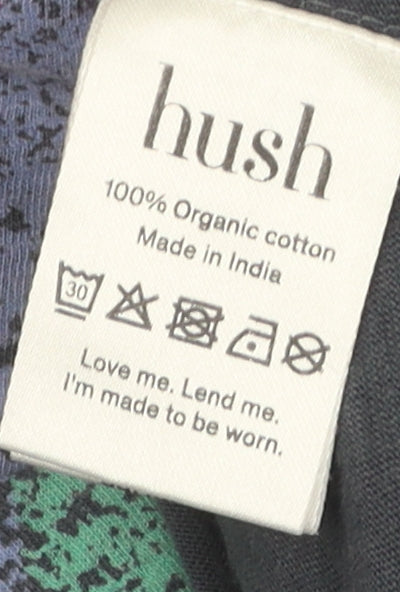 hush
100% Organic cotton
Made in India
30
Love me. Lend me.
I'm made to be worn.